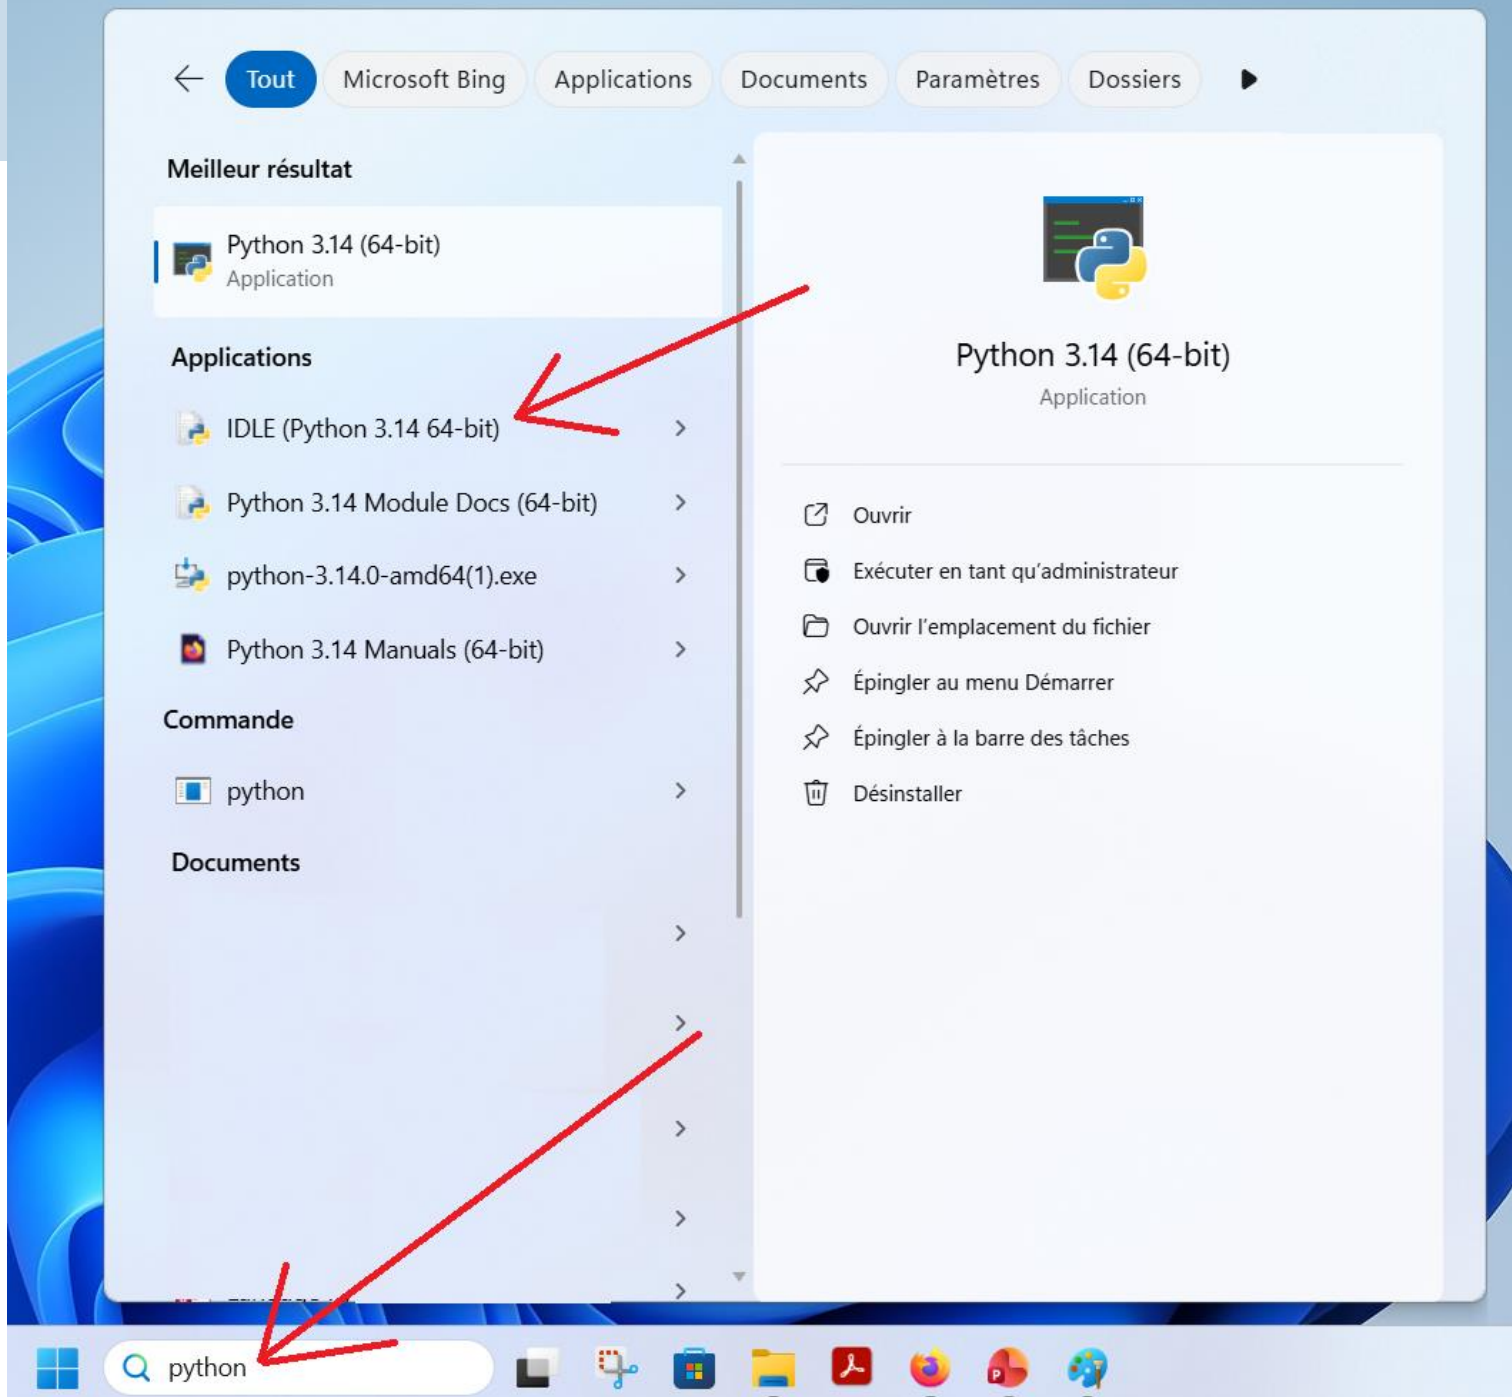 Tout Microsoft Bing Applications Documents Paramètres Dossiers
Meilleur résultat
Python 3.14 (64-bit)
Application
Applications
IDLE (Python 3.14 64-bit)
Python 3.14 Module Docs (64-bit)
python-3.14.0-amd64(1).exe
Python 3.14 Manuals (64-bit)
Commande
python
Documents
Python 3.14 (64-bit)
Application
Ouvrir
Exécuter en tant qu'administrateur
Ouvrir l'emplacement du fichier
Épingler au menu Démarrer
Épingler à la barre des tâches
Désinstaller
python